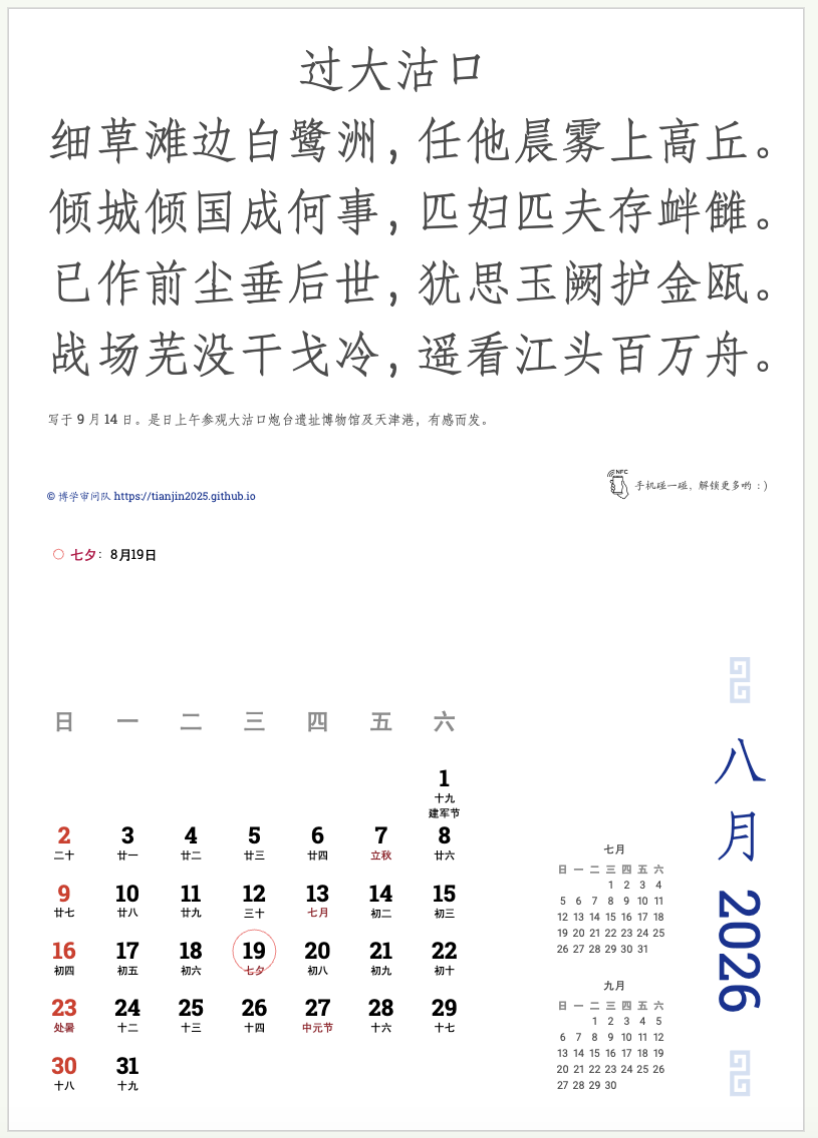 过大沽口
细草滩边白鹭洲，任他晨雾上高丘。
倾城倾国成何事，匹妇匹夫存衅雠。
已作前尘垂后世，犹思玉阙护金瓯。
战场芜没干戈冷，遥看江头百万舟。
写于 9 月 14 日。是日上午参观大沽口炮台遗址博物馆及天津港，有感而发。
NFC
手机碰一碰，解锁更多哟 :)
© 博学审问队 https://tianjin2025.github.io
七夕：8月19日
日 一 二 三 四 五 六
1
十九
建军节
2 3 4 5 6 7 8
二十 廿一 廿二 廿三 廿四 立秋 廿六
9 10 11 12 13 14 15
廿七 廿八 廿九 三十 七月 初二 初三
16 17 18 19 20 21 22
初四 初五 初六 七夕 初八 初九 初十
23 24 25 26 27 28 29
处暑 十二 十三 十四 中元节 十六 十七
30 31
十八 十九
七月
日 一 二 三 四 五 六
1 2 3 4
5 6 7 8 9 10 11
12 13 14 15 16 17 18
19 20 21 22 23 24 25
26 27 28 29 30 31
九月
日 一 二 三 四 五 六
1 2 3 4 5
6 7 8 9 10 11 12
13 14 15 16 17 18 19
20 21 22 23 24 25 26
27 28 29 30
八月 2026